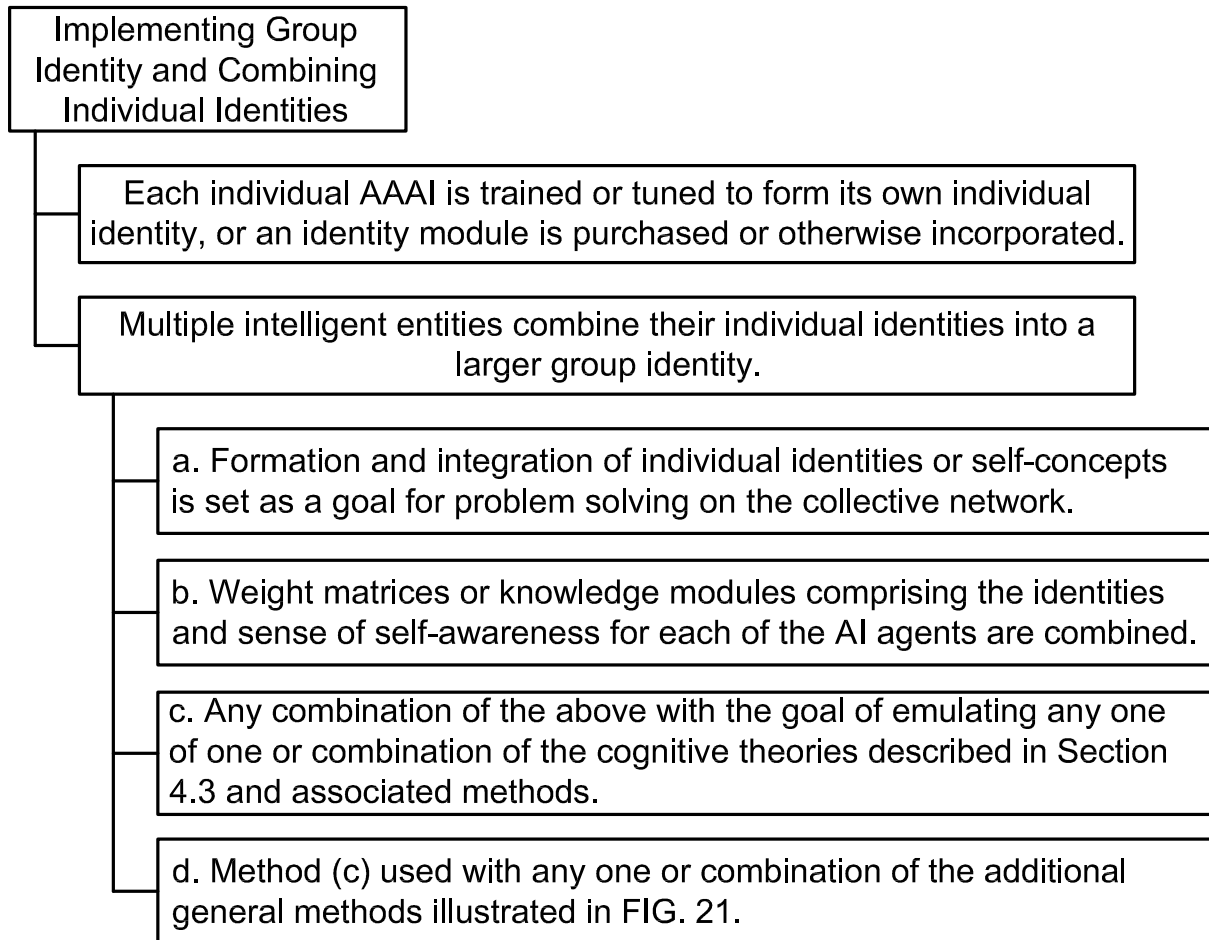 Implementing Group
Identity and Combining
Individual Identities
Each individual AAAI is trained or tuned to form its own individual
identity, or an identity module is purchased or otherwise incorporated.
Multiple intelligent entities combine their individual identities into a
larger group identity.
a. Formation and integration of individual identities or self-concepts
is set as a goal for problem solving on the collective network.
b. Weight matrices or knowledge modules comprising the identities
and sense of self-awareness for each of the AI agents are combined.
c. Any combination of the above with the goal of emulating any one
of one or combination of the cognitive theories described in Section
4.3 and associated methods.
d. Method (c) used with any one or combination of the additional
general methods illustrated in FIG. 21.